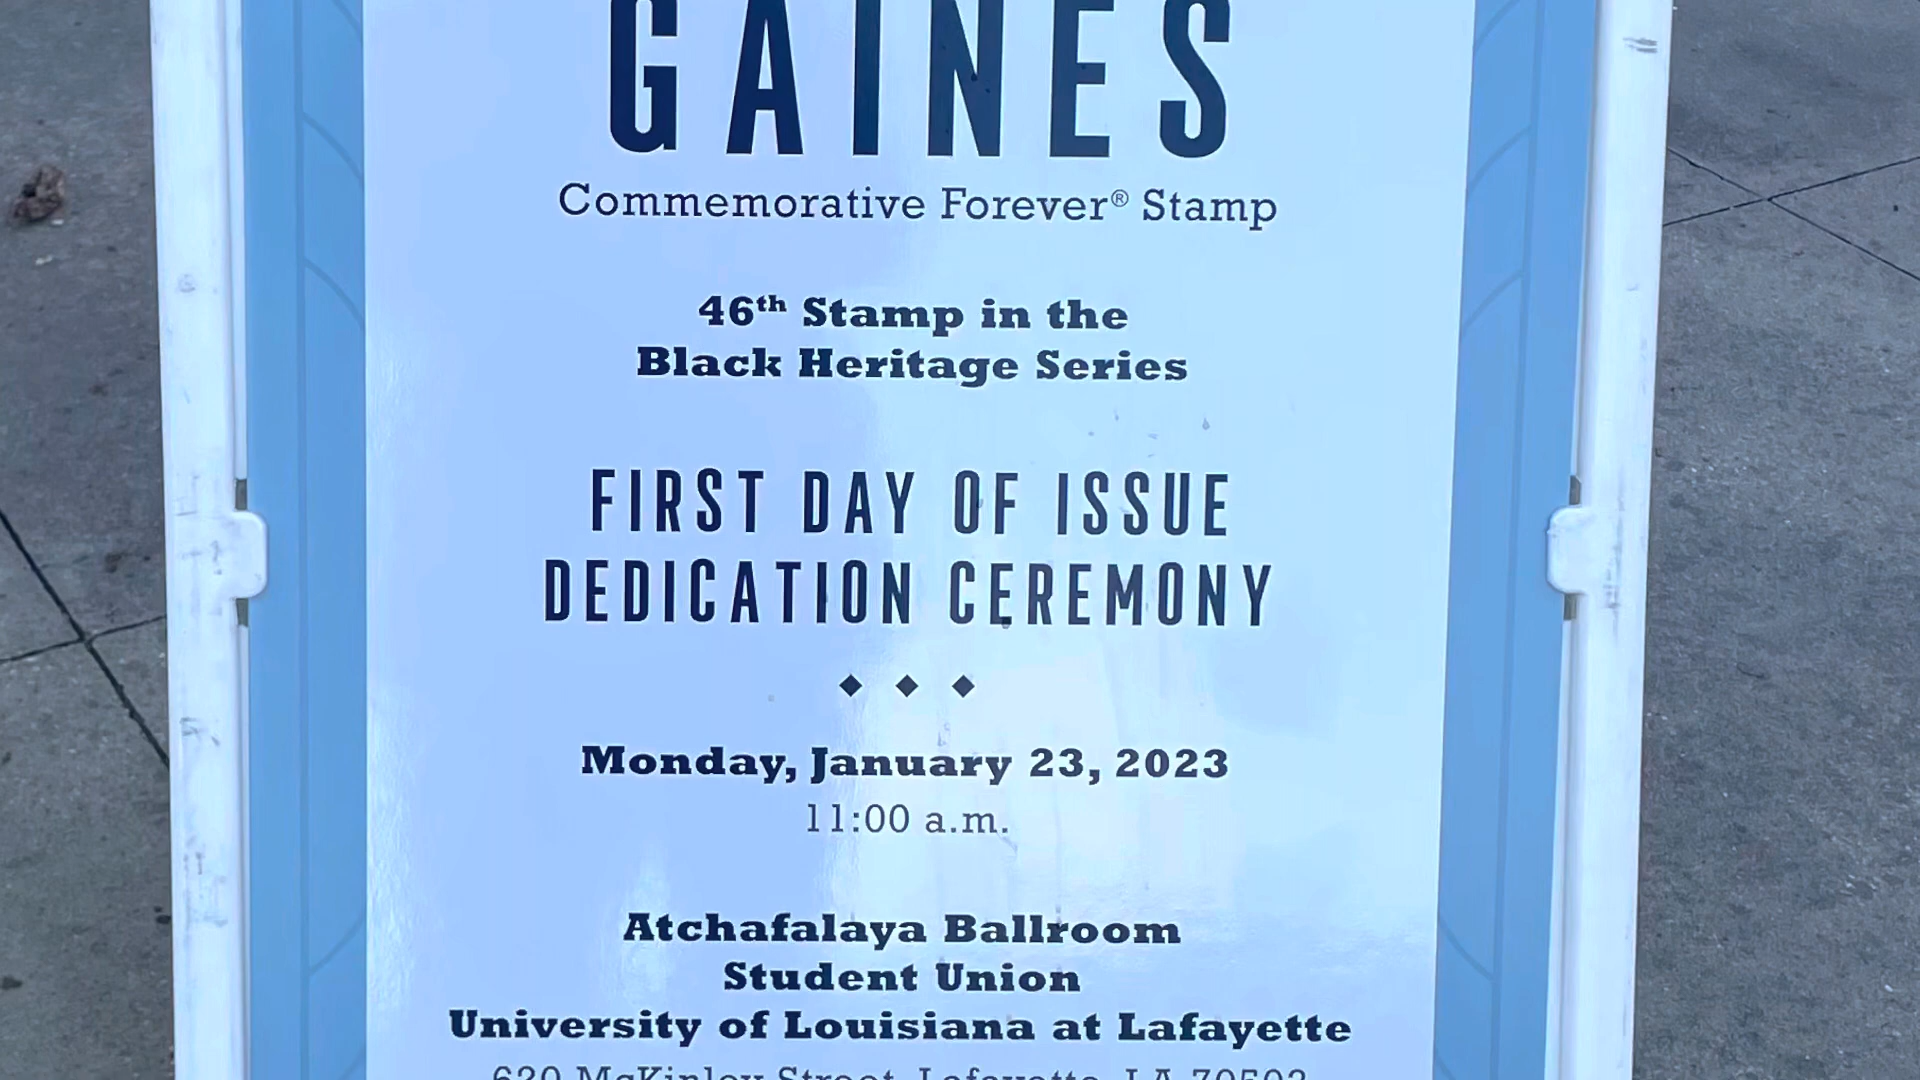 GAINES
Commemorative Forever® Stamp
46th Stamp in the
Black Heritage Series
FIRST DAY OF ISSUE
DEDICATION CEREMONY
Monday, January 23, 2023
11:00 a.m.
Atchafalaya Ballroom
Student Union
University of Louisiana at Lafayette
620 McKinley Street, Lafayette, LA 70503